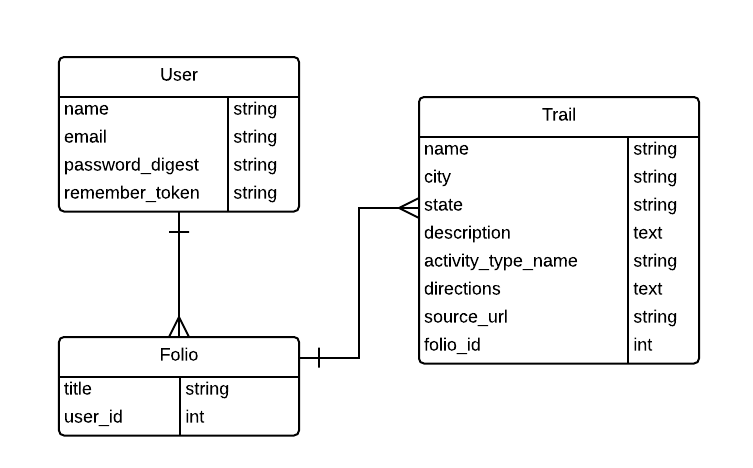 User
name string
email string
password_digest string
remember_token string
Trail
name string
city string
state string
description text
activity_type_name string
directions text
source_url string
folio_id int
Folio
title string
user_id int